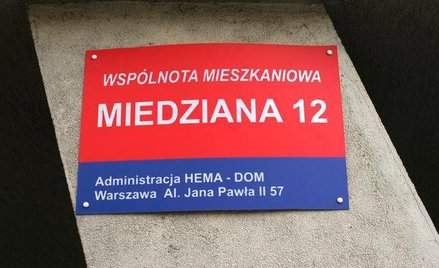 WSPÓLNOTA MIESZKANIOWA
MIEDZIANA 12
Administracja HEMA - DOM
Warszawa Al. Jana Pawła II 57